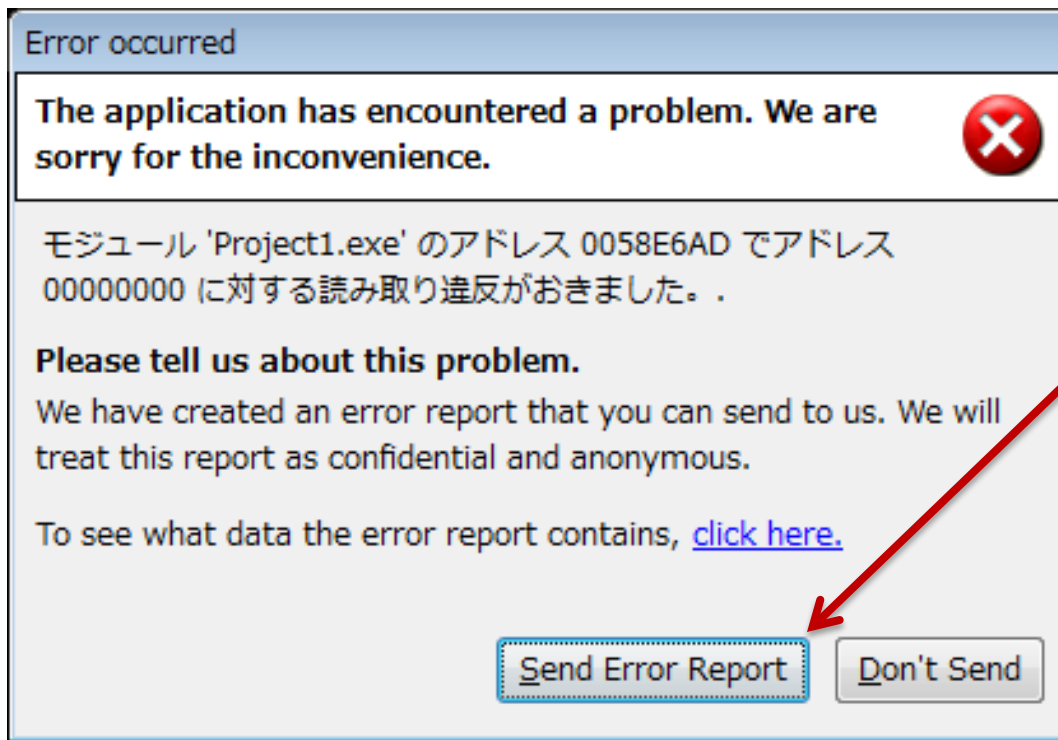 Error occurred
The application has encountered a problem. We are
sorry for the inconvenience.
モジュール 'Project1.exe' のアドレス 0058E6AD でアドレス
00000000 に対する読み取り違反がおきました。.
Please tell us about this problem.
We have created an error report that you can send to us. We will
treat this report as confidential and anonymous.
To see what data the error report contains, click here.
Send Error Report
Don't Send